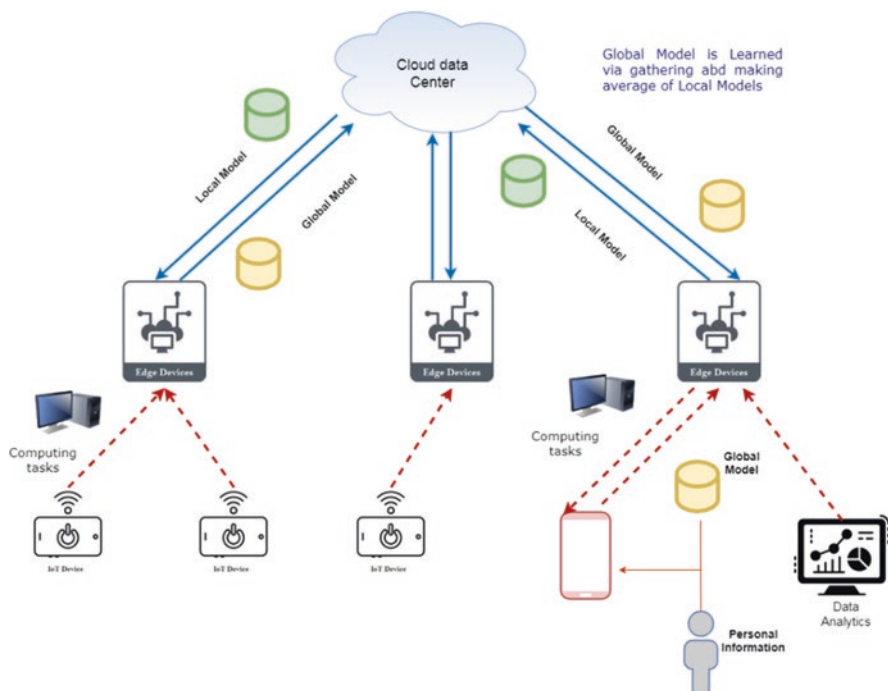 Cloud data
Center
Global Model is Learned
via gathering abd making
average of Local Models
Local Model
Global Model
Global Model
Local Model
Edge Devices
Edge Devices
Edge Devices
Computing
tasks
Computing
tasks
Global
Model
IoT Device
IoT Device
IoT Device
Data
Analytics
Personal
Information